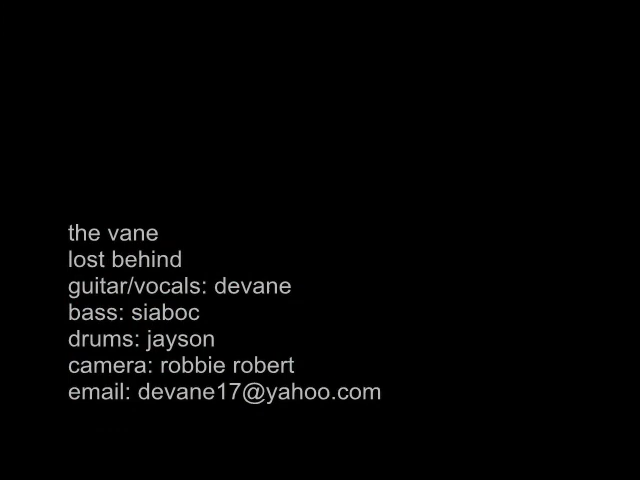 the vane
lost behind
guitar/vocals: devane
bass: siaboc
drums: jayson
camera: robbie robert
email: devane17@yahoo.com